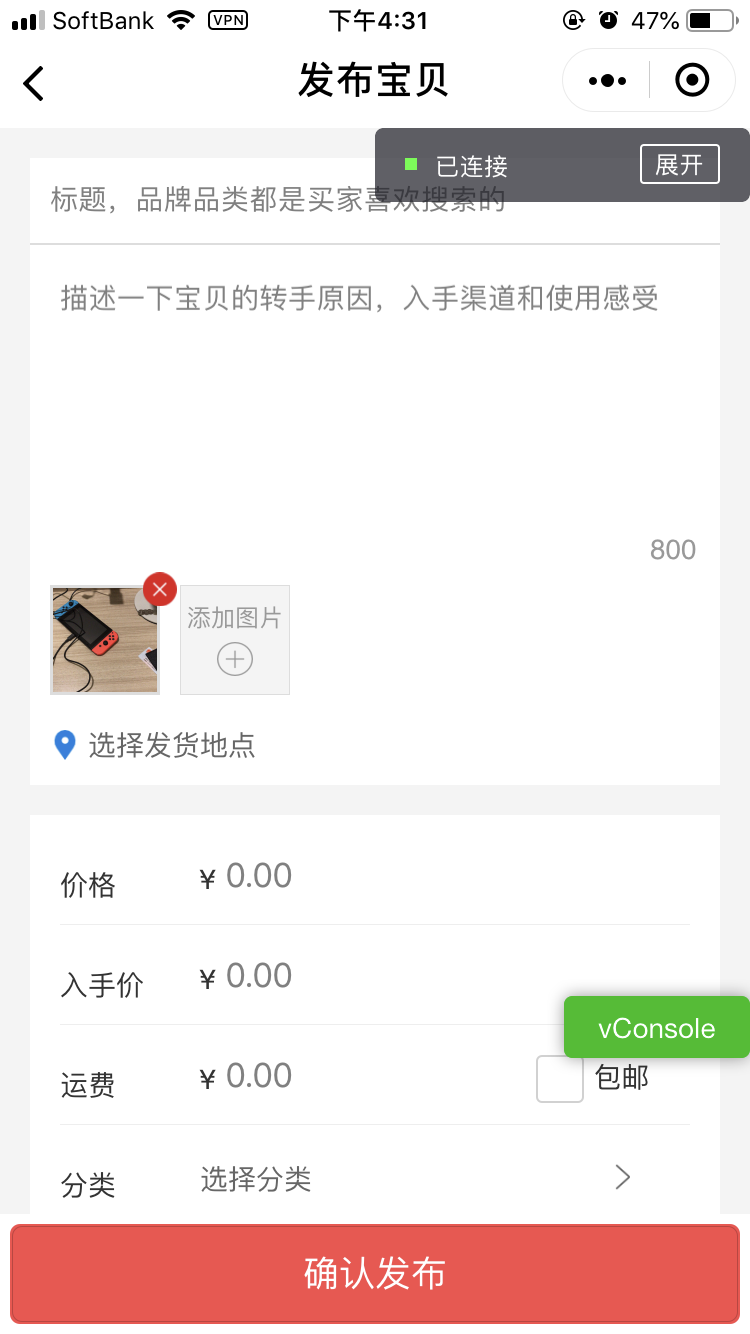 SoftBank VPN 下午4:31 47%
发布宝贝
已连接 展开
标题，品牌品类都是买家喜欢搜索的
描述一下宝贝的转手原因，入手渠道和使用感受
800
添加图片
选择发货地点
价格 ¥ 0.00
入手价 ¥ 0.00
vConsole
运费 ¥ 0.00 包邮
分类 选择分类
确认发布